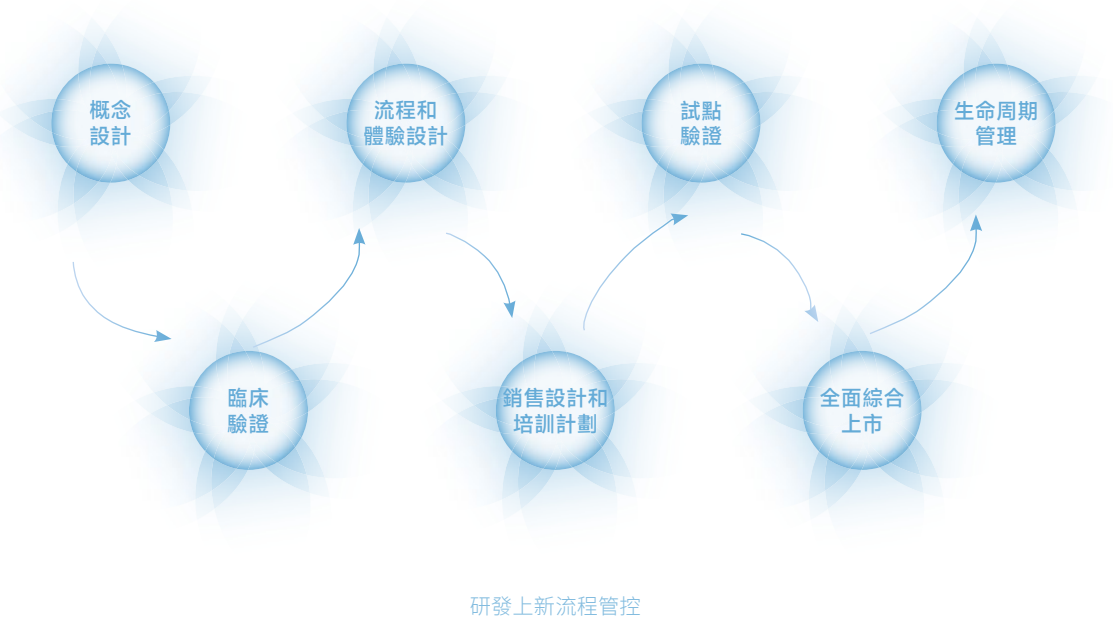 概念
設計
流程和
體驗設計
試點
驗證
生命周期
管理
臨床
驗證
銷售設計和
培訓計劃
全面綜合
上市
研發上新流程管控